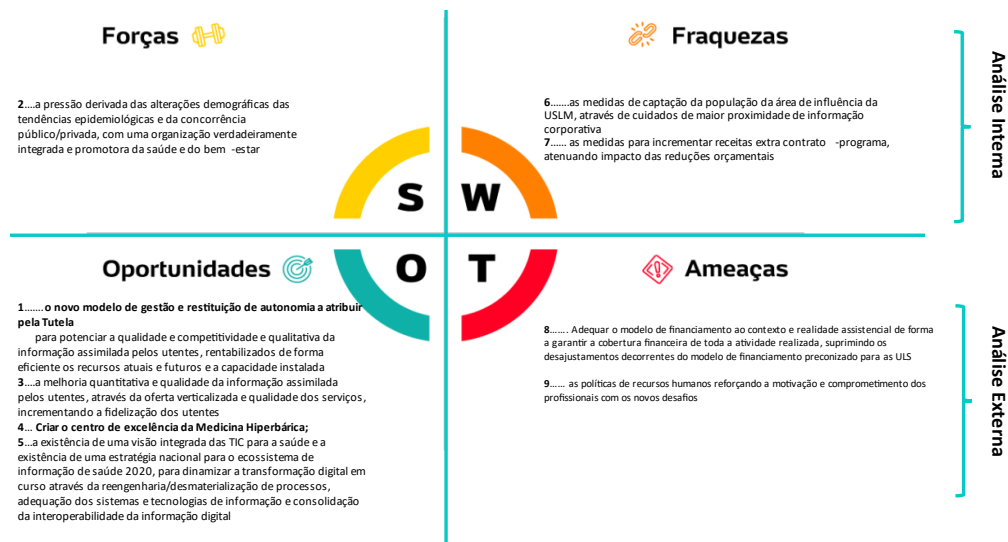 Forças
2....a pressão derivada das alterações demográficas das
tendências epidemiológicas e da concorrência
público/privada, com uma organização verdadeiramente
integrada e promotora da saúde e do bem -estar
Fraquezas
6.......as medidas de captação da população da área de influência da
USLM, através de cuidados de maior proximidade de informação
corporativa
7...... as medidas para incrementar receitas extra contrato -programa,
atenuando impacto das reduções orçamentais
Análise Interna
S W
O T
Oportunidades
1.......o novo modelo de gestão e restituição de autonomia a atribuir
pela Tutela
para potenciar a qualidade e competividade e qualitativa da
informação assimilada pelos utentes, rentabilizados de forma
eficiente os recursos atuais e futuros e a capacidade instalada
3....a melhoria quantitativa e qualidade da informação assimilada
pelos utentes, através da oferta verticalizada e qualidade dos serviços,
incrementando a fidelização dos utentes
4... Criar o centro de excelência da Medicina Hiperbárica;
5...a existência de uma visão integrada das TIC para a saúde e a
existência de uma estratégia nacional para o ecossistema de
informação de saúde 2020, para dinamizar a transformação digital em
curso através da reengenharia/desmaterialização de processos,
adequação dos sistemas e tecnologias de informação e consolidação
da interoperabilidade da informação digital
Ameaças
8....... Adequar o modelo de financiamento ao contexto e realidade assistencial de forma
a garantir a cobertura financeira de toda a atividade realizada, suprimindo os
desajustamentos decorrentes do modelo de financiamento preconizado para as ULS
9...... as políticas de recursos humanos reforçando a motivação e comprometimento dos
profissionais com os novos desafios
Análise Externa